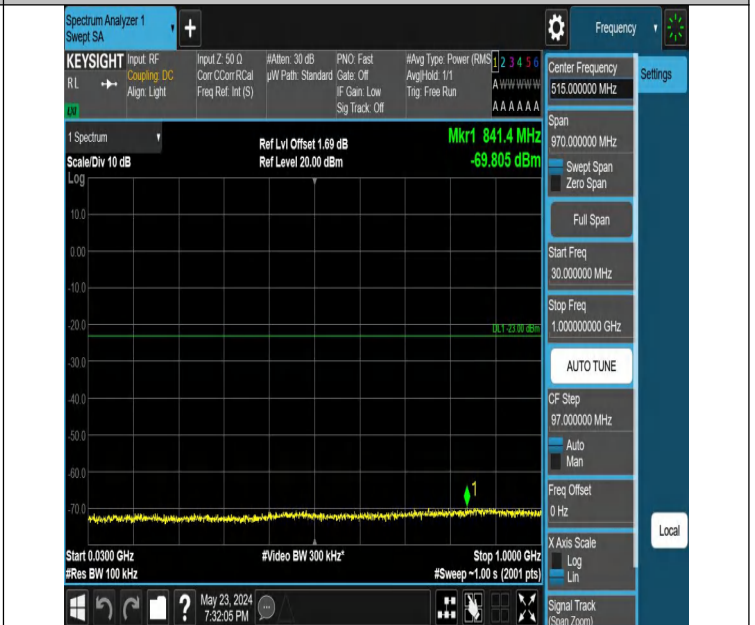 Spectrum Analyzer 1
Swept SA
+
Frequency
KEYSIGHT
RL
LXI
Input: RF
Coupling: DC
Align: Light
Input Z: 50 Ω
Corr CCorr RCal
Freq Ref: Int (S)
#Atten: 30 dB
µW Path: Standard
PNO: Fast
Gate: Off
IF Gain: Low
Sig Track: Off
#Avg Type: Power (RMS
Avg|Hold: 1/1
Trig: Free Run
1 2 3 4 5 6
A W W W W W
A A A A A A
1 Spectrum
Scale/Div 10 dB
Log
Ref Lvl Offset 1.69 dB
Ref Level 20.00 dBm
Mkr1 841.4 MHz
-69.805 dBm
10.0
0.00
-10.0
-20.0
DL1 -23.00 dBm
-30.0
-40.0
-50.0
-60.0
-70.0
1
Start 0.0300 GHz
#Res BW 100 kHz
#Video BW 300 kHz*
Stop 1.0000 GHz
#Sweep ~1.00 s (2001 pts)
Center Frequency
515.000000 MHz
Settings
Span
970.000000 MHz
Swept Span
Zero Span
Full Span
Start Freq
30.000000 MHz
Stop Freq
1.000000000 GHz
AUTO TUNE
CF Step
97.000000 MHz
Auto
Man
Freq Offset
0 Hz
X Axis Scale
Log
Lin
Local
Signal Track
(Span Zoom)
?
May 23, 2024
7:32:05 PM